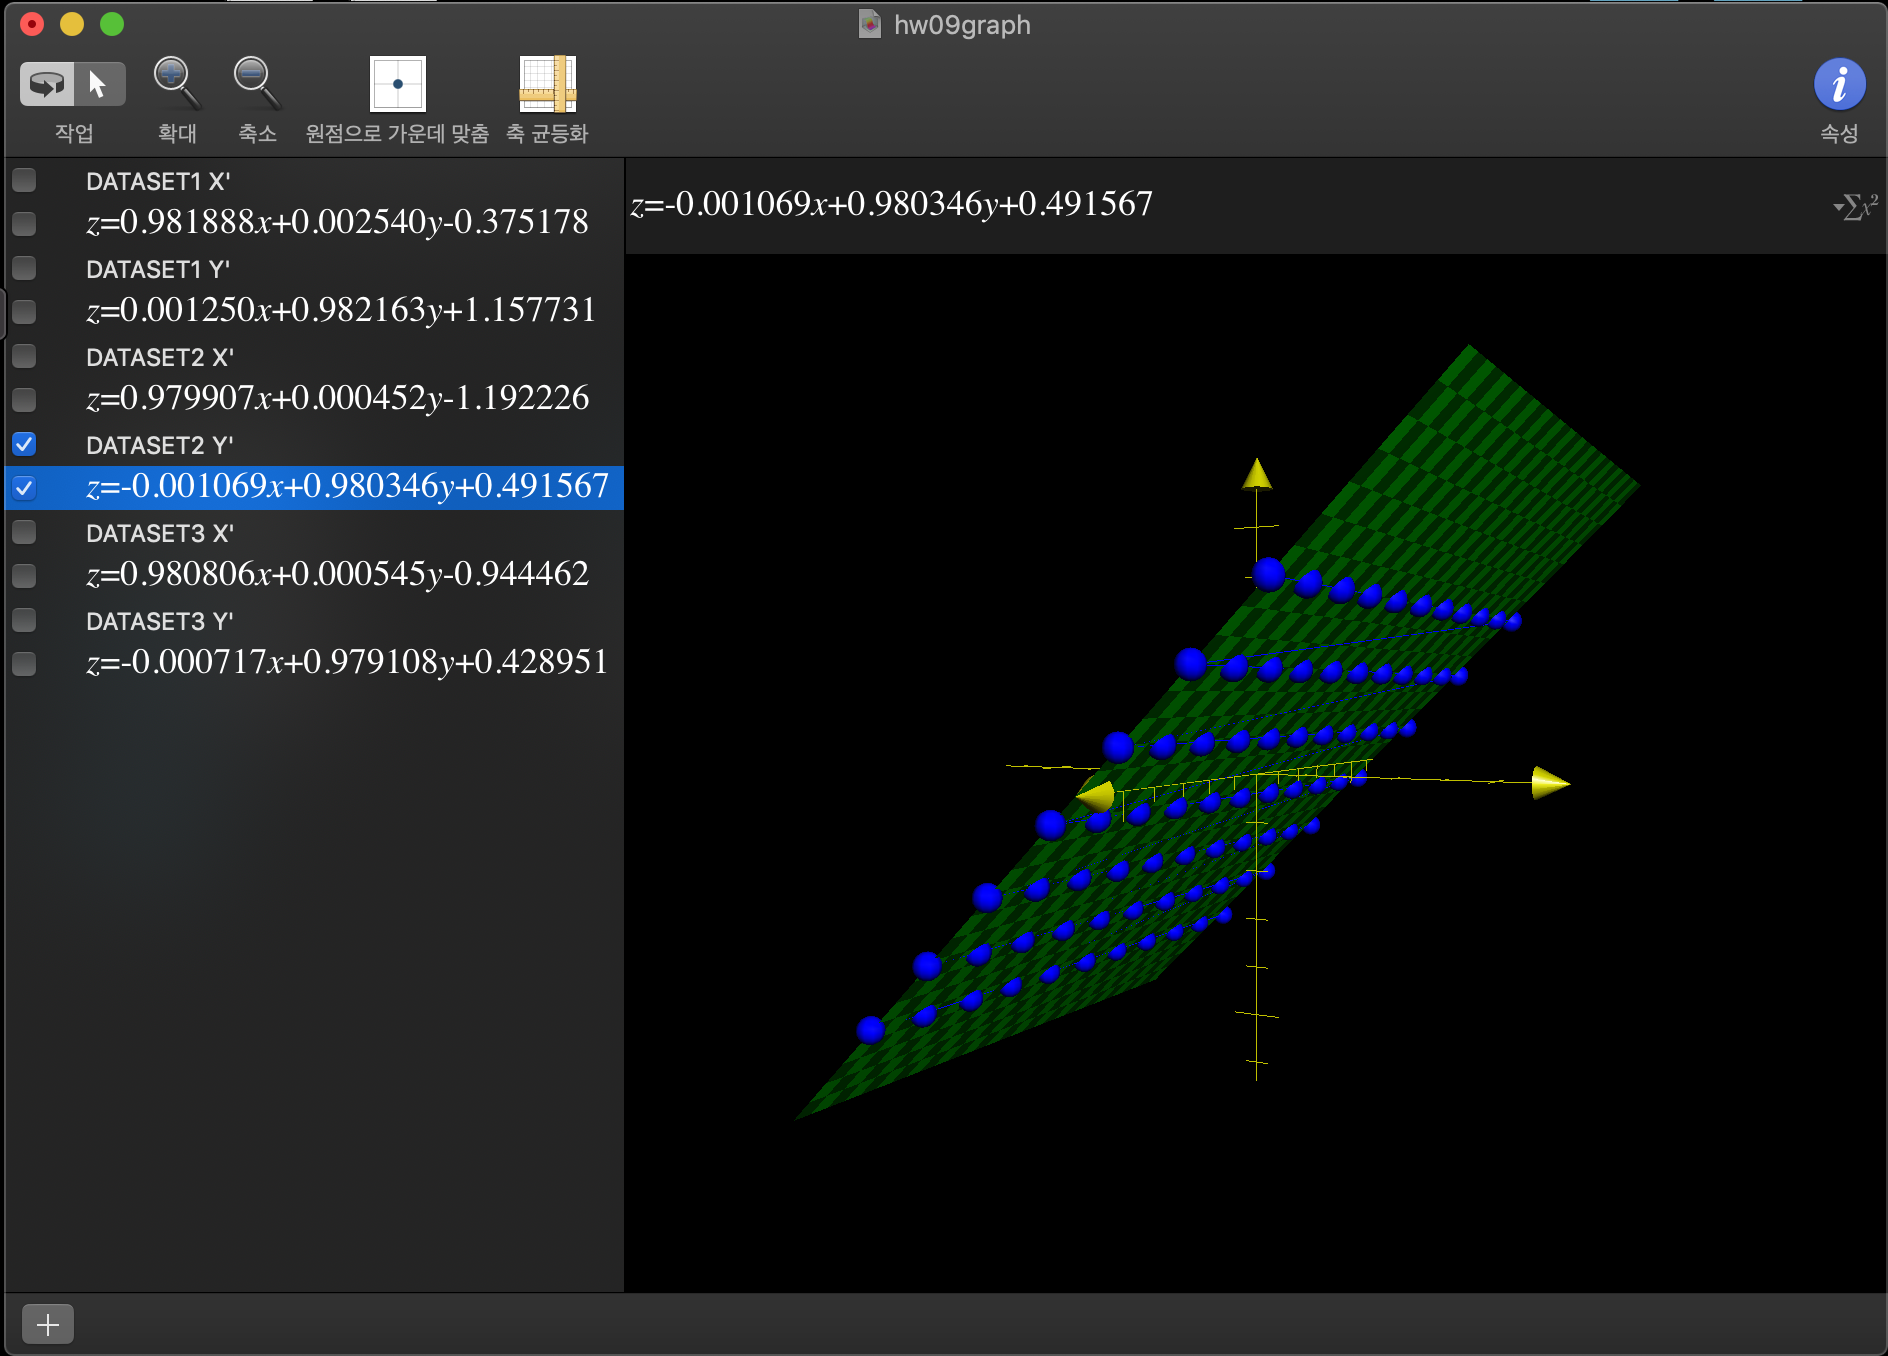 hw09graph
작업
확대
축소
원점으로 가운데 맞춤
축 균등화
속성
DATASET1 X'
z=0.981888x+0.002540y-0.375178
DATASET1 Y'
z=0.001250x+0.982163y+1.157731
DATASET2 X'
z=0.979907x+0.000452y-1.192226
DATASET2 Y'
z=-0.001069x+0.980346y+0.491567
DATASET3 X'
z=0.980806x+0.000545y-0.944462
DATASET3 Y'
z=-0.000717x+0.979108y+0.428951
z=-0.001069x+0.980346y+0.491567
Σx²